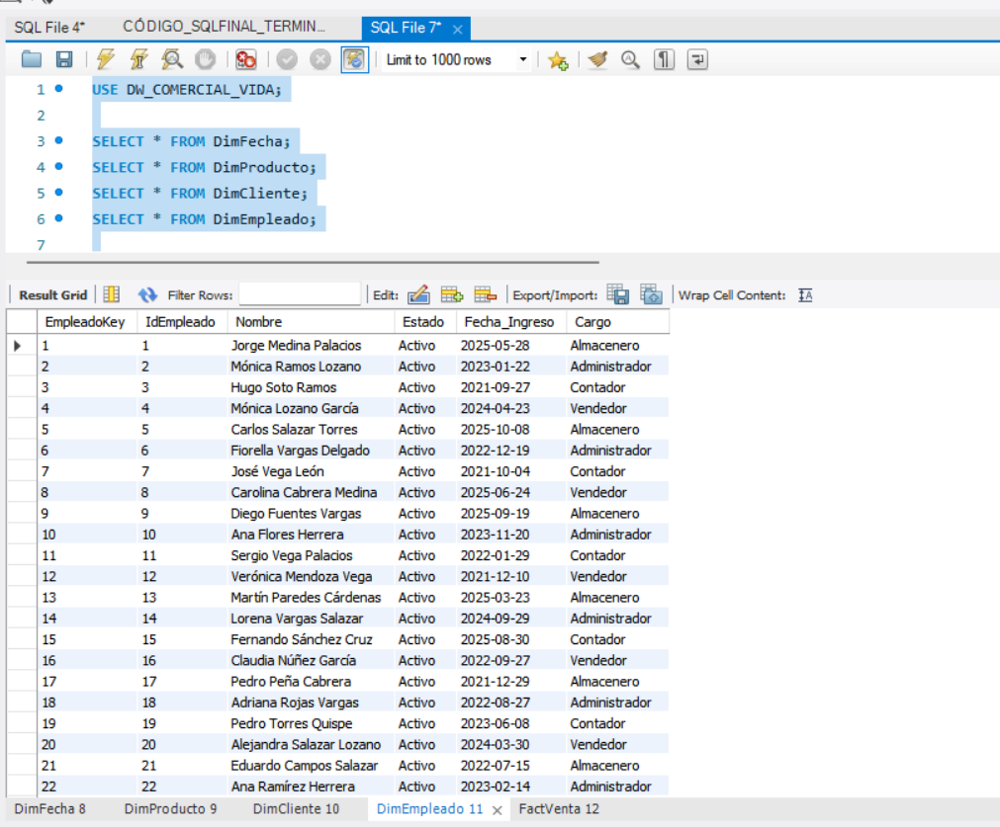 SQL File 4* CÓDIGO_SQLFINAL_TERMIN... SQL File 7* ×
Limit to 1000 rows
1 USE DW_COMERCIAL_VIDA;
2
3 SELECT * FROM DimFecha;
4 SELECT * FROM DimProducto;
5 SELECT * FROM DimCliente;
6 SELECT * FROM DimEmpleado;
7
Result Grid Filter Rows: Edit: Export/Import: Wrap Cell Content: IA
EmpleadoKey IdEmpleado Nombre Estado Fecha_Ingreso Cargo
1 1 Jorge Medina Palacios Activo 2025-05-28 Almacenero
2 2 Mónica Ramos Lozano Activo 2023-01-22 Administrador
3 3 Hugo Soto Ramos Activo 2021-09-27 Contador
4 4 Mónica Lozano García Activo 2024-04-23 Vendedor
5 5 Carlos Salazar Torres Activo 2025-10-08 Almacenero
6 6 Fiorella Vargas Delgado Activo 2022-12-19 Administrador
7 7 José Vega León Activo 2021-10-04 Contador
8 8 Carolina Cabrera Medina Activo 2025-06-24 Vendedor
9 9 Diego Fuentes Vargas Activo 2025-09-19 Almacenero
10 10 Ana Flores Herrera Activo 2023-11-20 Administrador
11 11 Sergio Vega Palacios Activo 2022-01-29 Contador
12 12 Verónica Mendoza Vega Activo 2021-12-10 Vendedor
13 13 Martín Paredes Cárdenas Activo 2025-03-23 Almacenero
14 14 Lorena Vargas Salazar Activo 2024-09-29 Administrador
15 15 Fernando Sánchez Cruz Activo 2025-08-30 Contador
16 16 Claudia Núñez García Activo 2022-09-27 Vendedor
17 17 Pedro Peña Cabrera Activo 2021-12-29 Almacenero
18 18 Adriana Rojas Vargas Activo 2022-08-27 Administrador
19 19 Pedro Torres Quispe Activo 2023-06-08 Contador
20 20 Alejandra Salazar Lozano Activo 2024-03-30 Vendedor
21 21 Eduardo Campos Salazar Activo 2022-07-15 Almacenero
22 22 Ana Ramírez Herrera Activo 2023-02-14 Administrador
DimFecha 8 DimProducto 9 DimCliente 10 DimEmpleado 11 × FactVenta 12